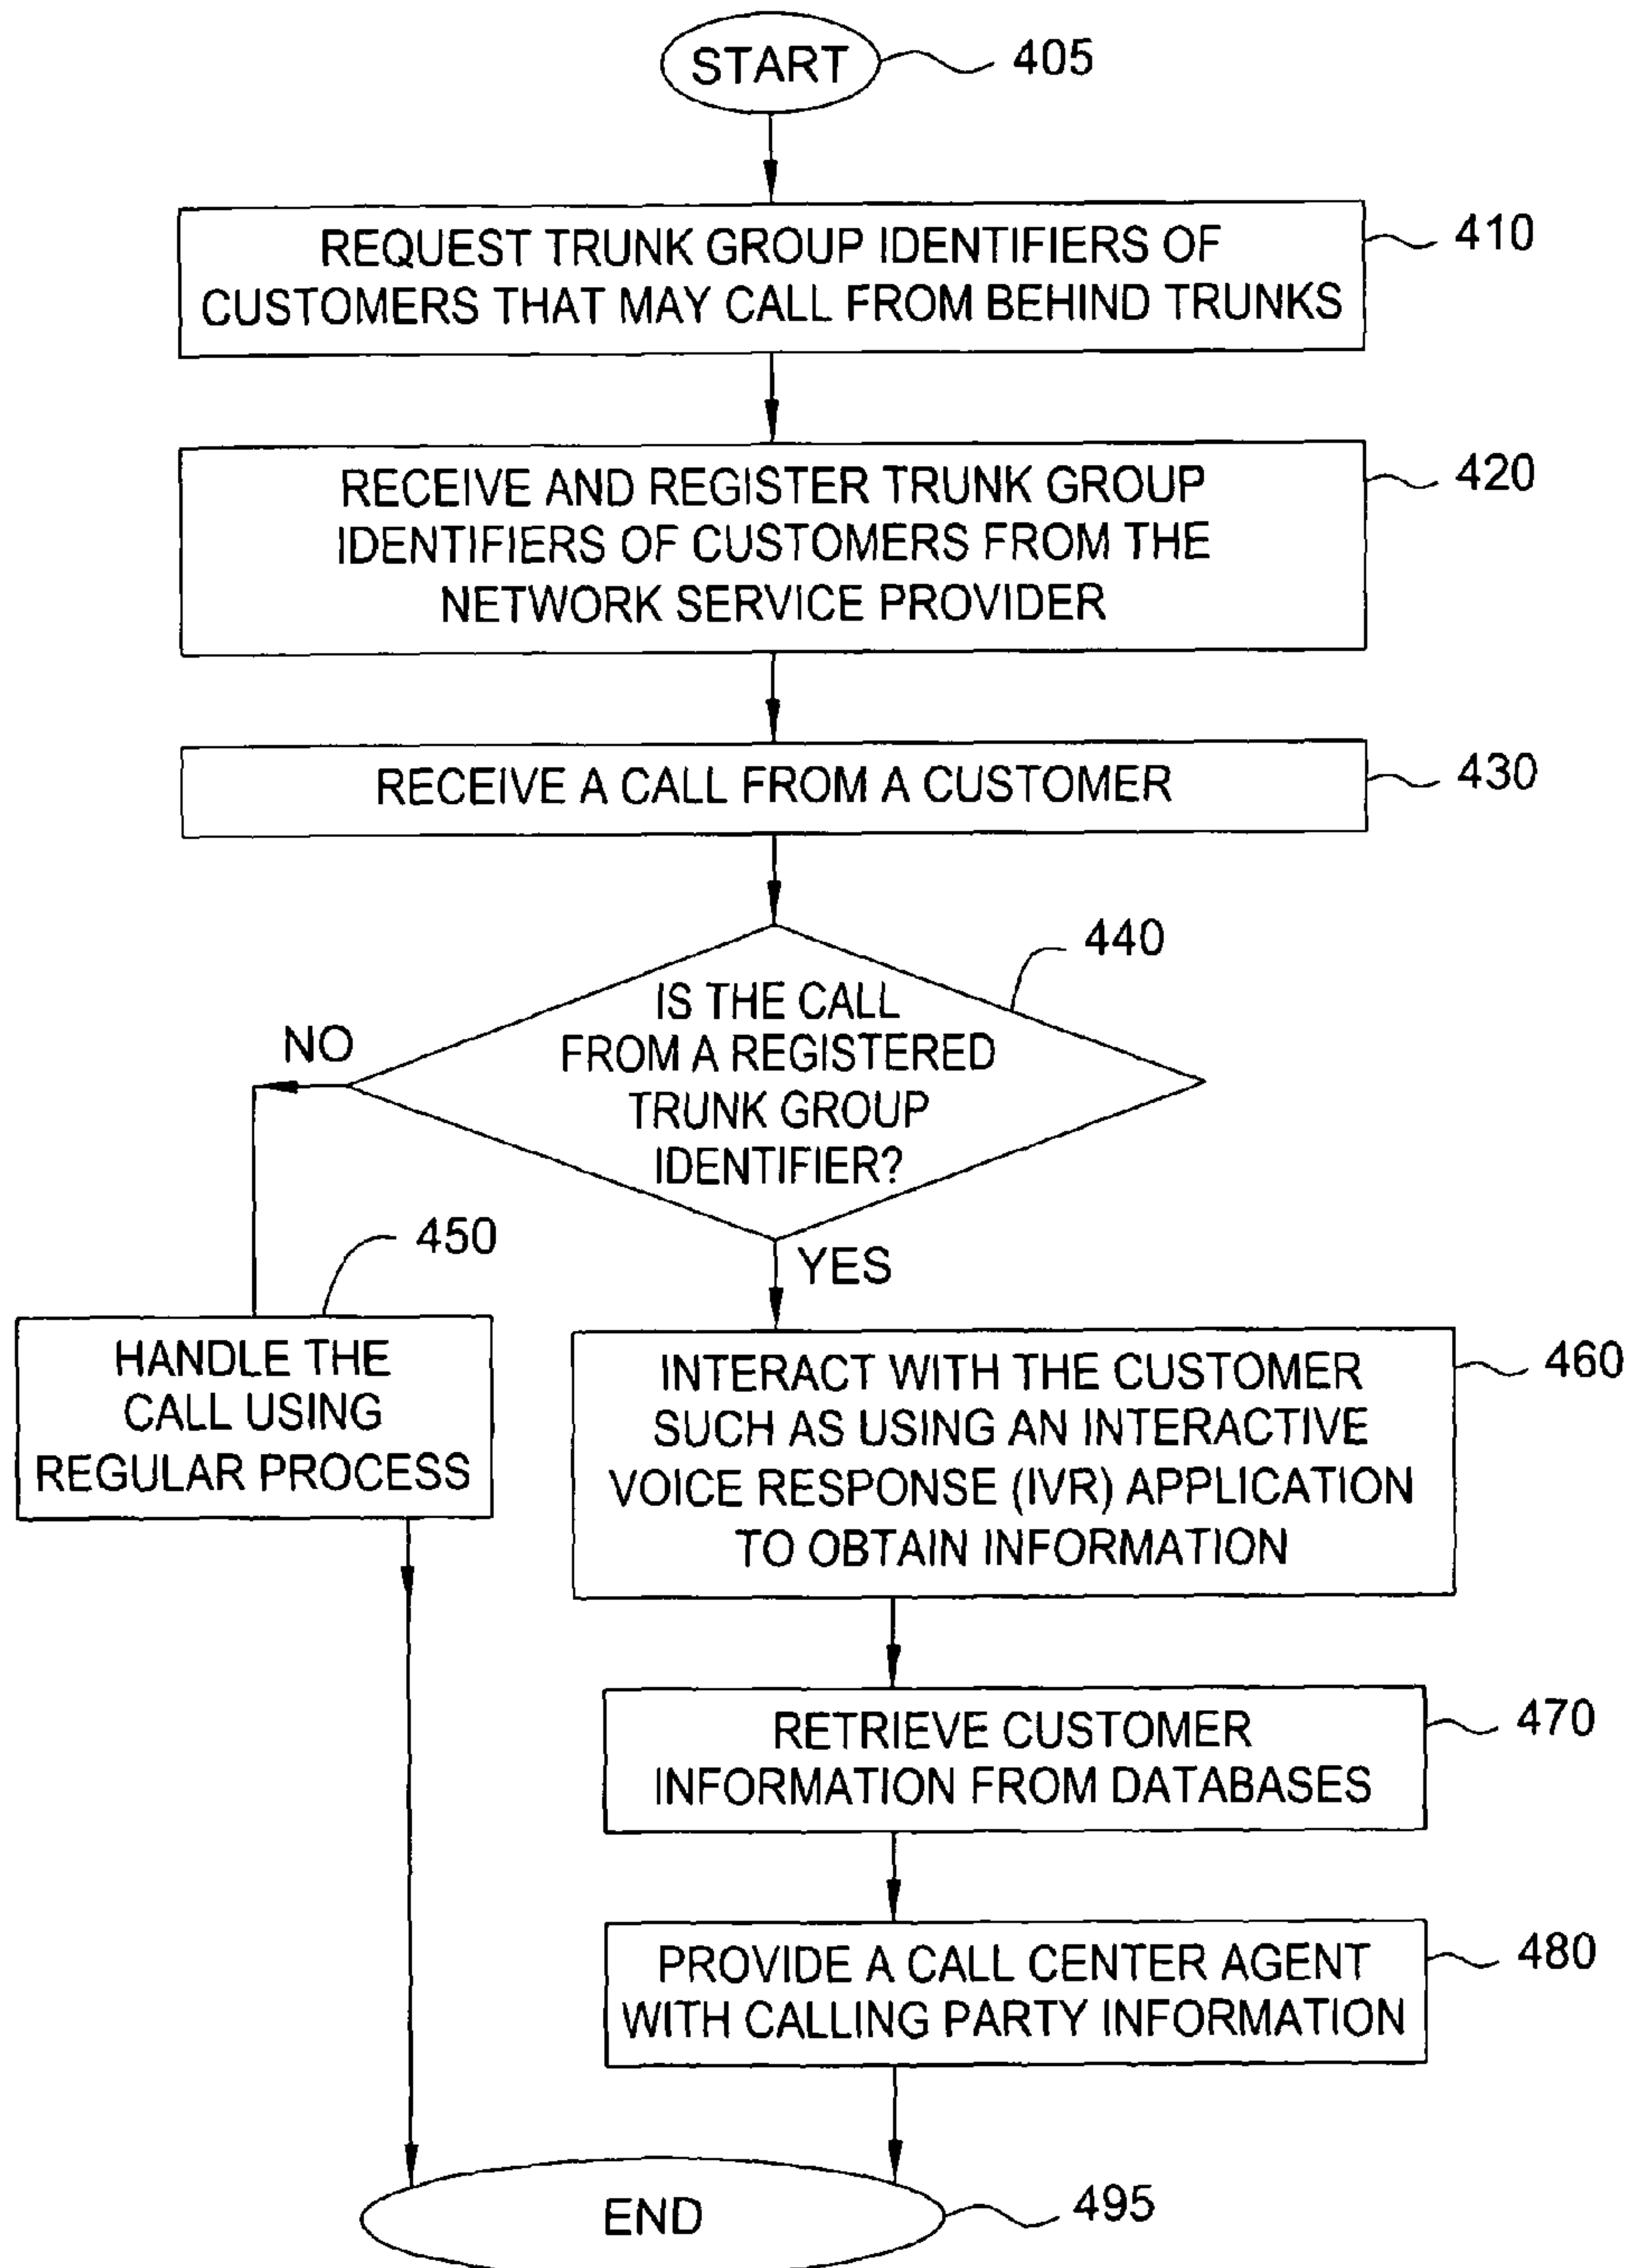 START
405
REQUEST TRUNK GROUP IDENTIFIERS OF
CUSTOMERS THAT MAY CALL FROM BEHIND TRUNKS
410
RECEIVE AND REGISTER TRUNK GROUP
IDENTIFIERS OF CUSTOMERS FROM THE
NETWORK SERVICE PROVIDER
420
RECEIVE A CALL FROM A CUSTOMER
430
IS THE CALL
FROM A REGISTERED
TRUNK GROUP
IDENTIFIER?
440
NO
YES
450
HANDLE THE
CALL USING
REGULAR PROCESS
INTERACT WITH THE CUSTOMER
SUCH AS USING AN INTERACTIVE
VOICE RESPONSE (IVR) APPLICATION
TO OBTAIN INFORMATION
460
RETRIEVE CUSTOMER
INFORMATION FROM DATABASES
470
PROVIDE A CALL CENTER AGENT
WITH CALLING PARTY INFORMATION
480
END
495